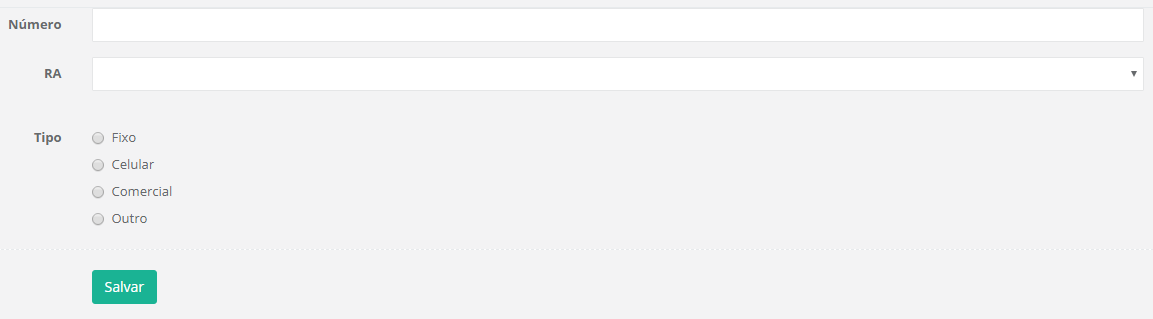 Número
RA
Tipo
Fixo
Celular
Comercial
Outro
Salvar